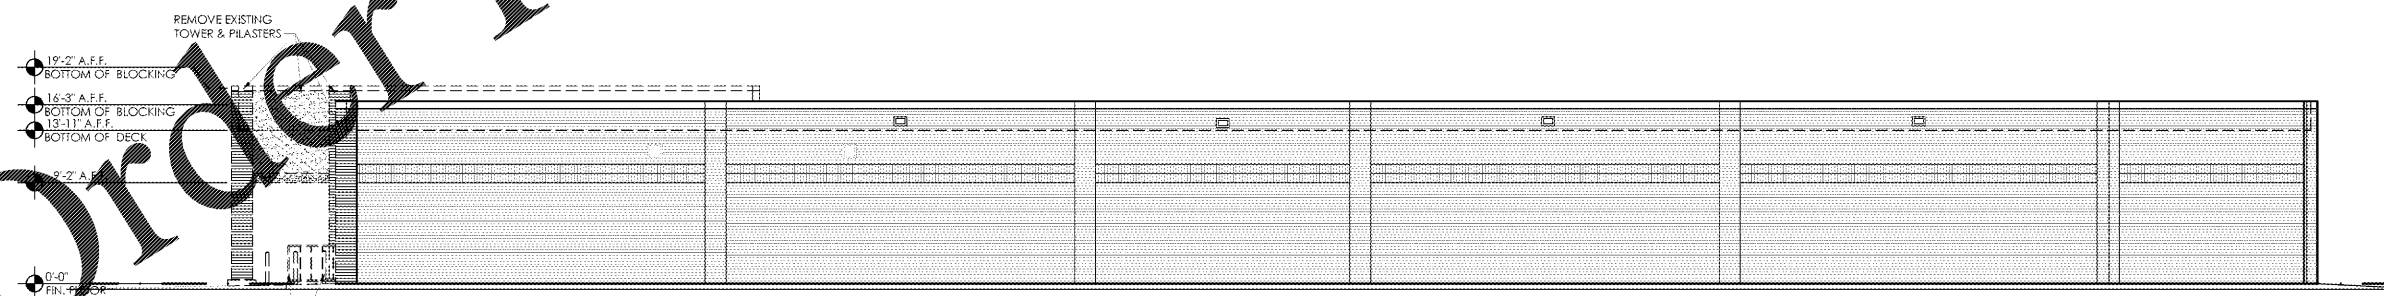 REMOVE EXISTING
TOWER & PILASTERS
19'-2" A.F.F.
BOTTOM OF BLOCKING
16'-3" A.F.F.
BOTTOM OF BLOCKING
13'-11" A.F.F.
BOTTOM OF DECK
9'-2" A.F.F.
0'-0"
FIN. FLOOR
Order